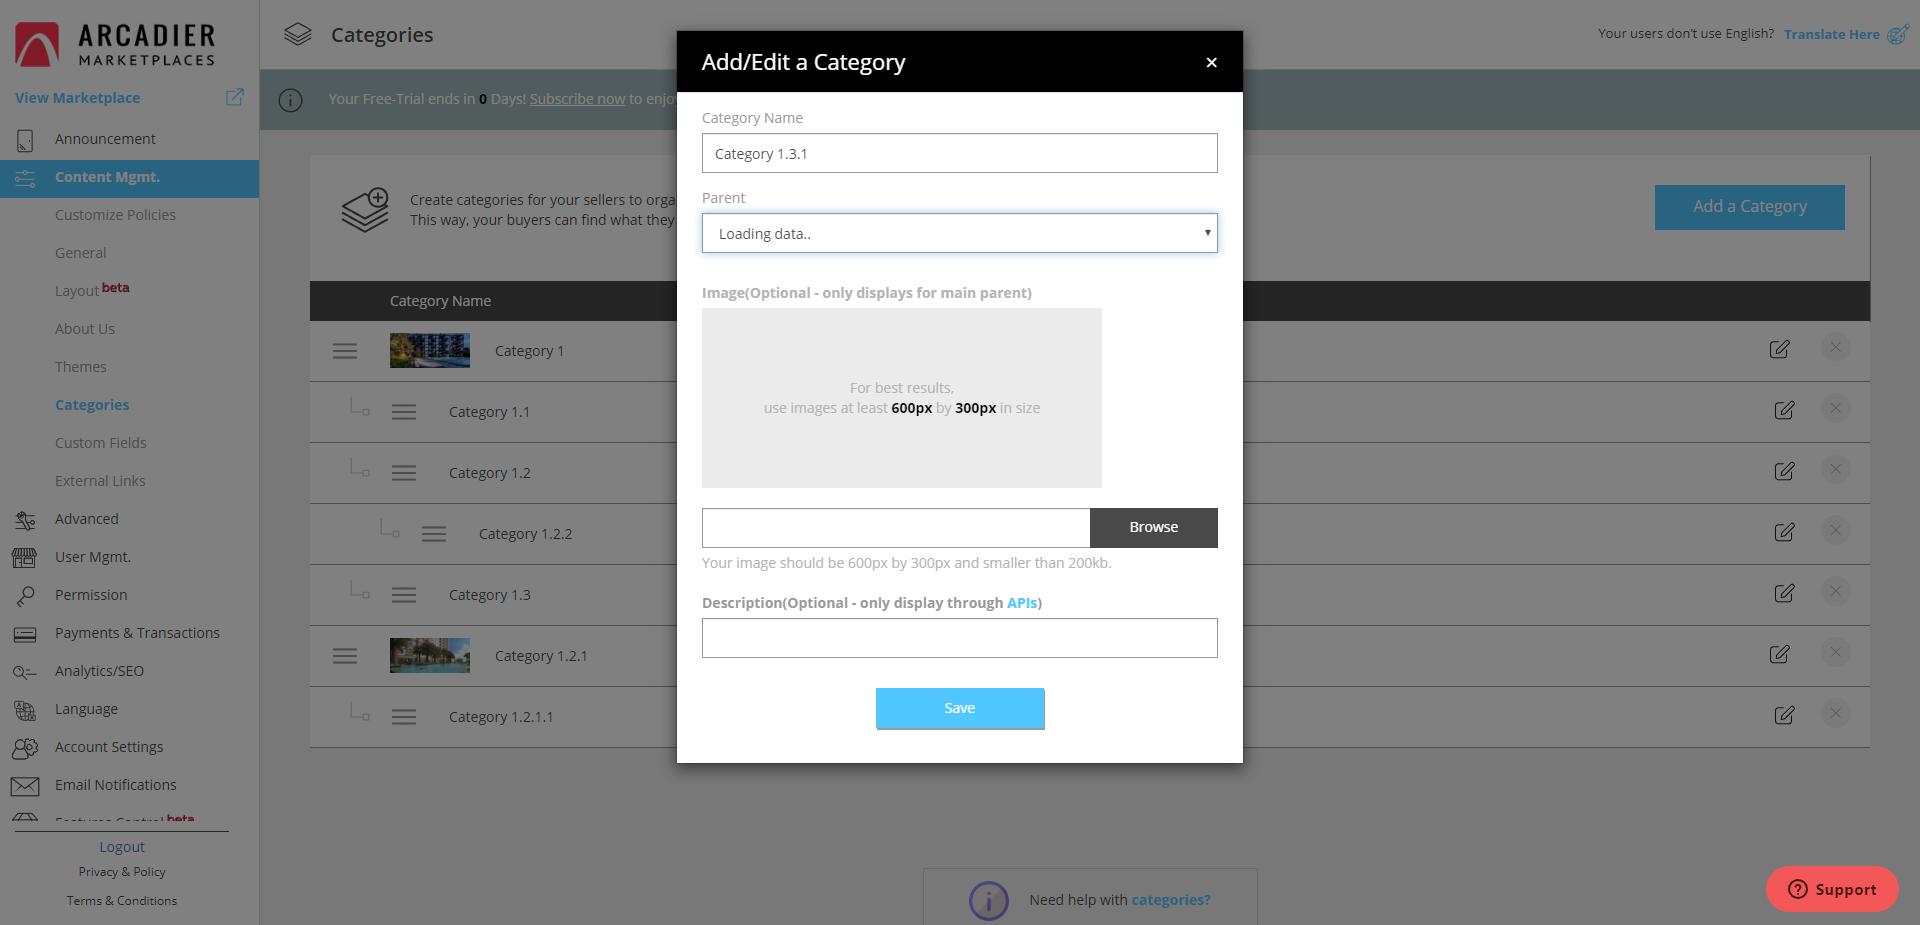 ARCADIER
MARKETPLACES
View Marketplace
Announcement
Content Mgmt.
Customize Policies
General
Layout beta
About Us
Themes
Categories
Custom Fields
External Links
Advanced
User Mgmt.
Permission
Payments & Transactions
Analytics/SEO
Language
Account Settings
Email Notifications
Features Control beta
Logout
Privacy & Policy
Terms & Conditions
Categories
Your users don't use English? Translate Here
Your Free-Trial ends in 0 Days! Subscribe now to enjoy
Create categories for your sellers to orga
This way, your buyers can find what they
Add a Category
Category Name
Category 1
Category 1.1
Category 1.2
Category 1.2.2
Category 1.3
Category 1.2.1
Category 1.2.1.1
Add/Edit a Category
Category Name
Category 1.3.1
Parent
Loading data..
Image(Optional - only displays for main parent)
For best results,
use images at least 600px by 300px in size
Browse
Your image should be 600px by 300px and smaller than 200kb.
Description(Optional - only display through APIs)
Save
Need help with categories?
Support